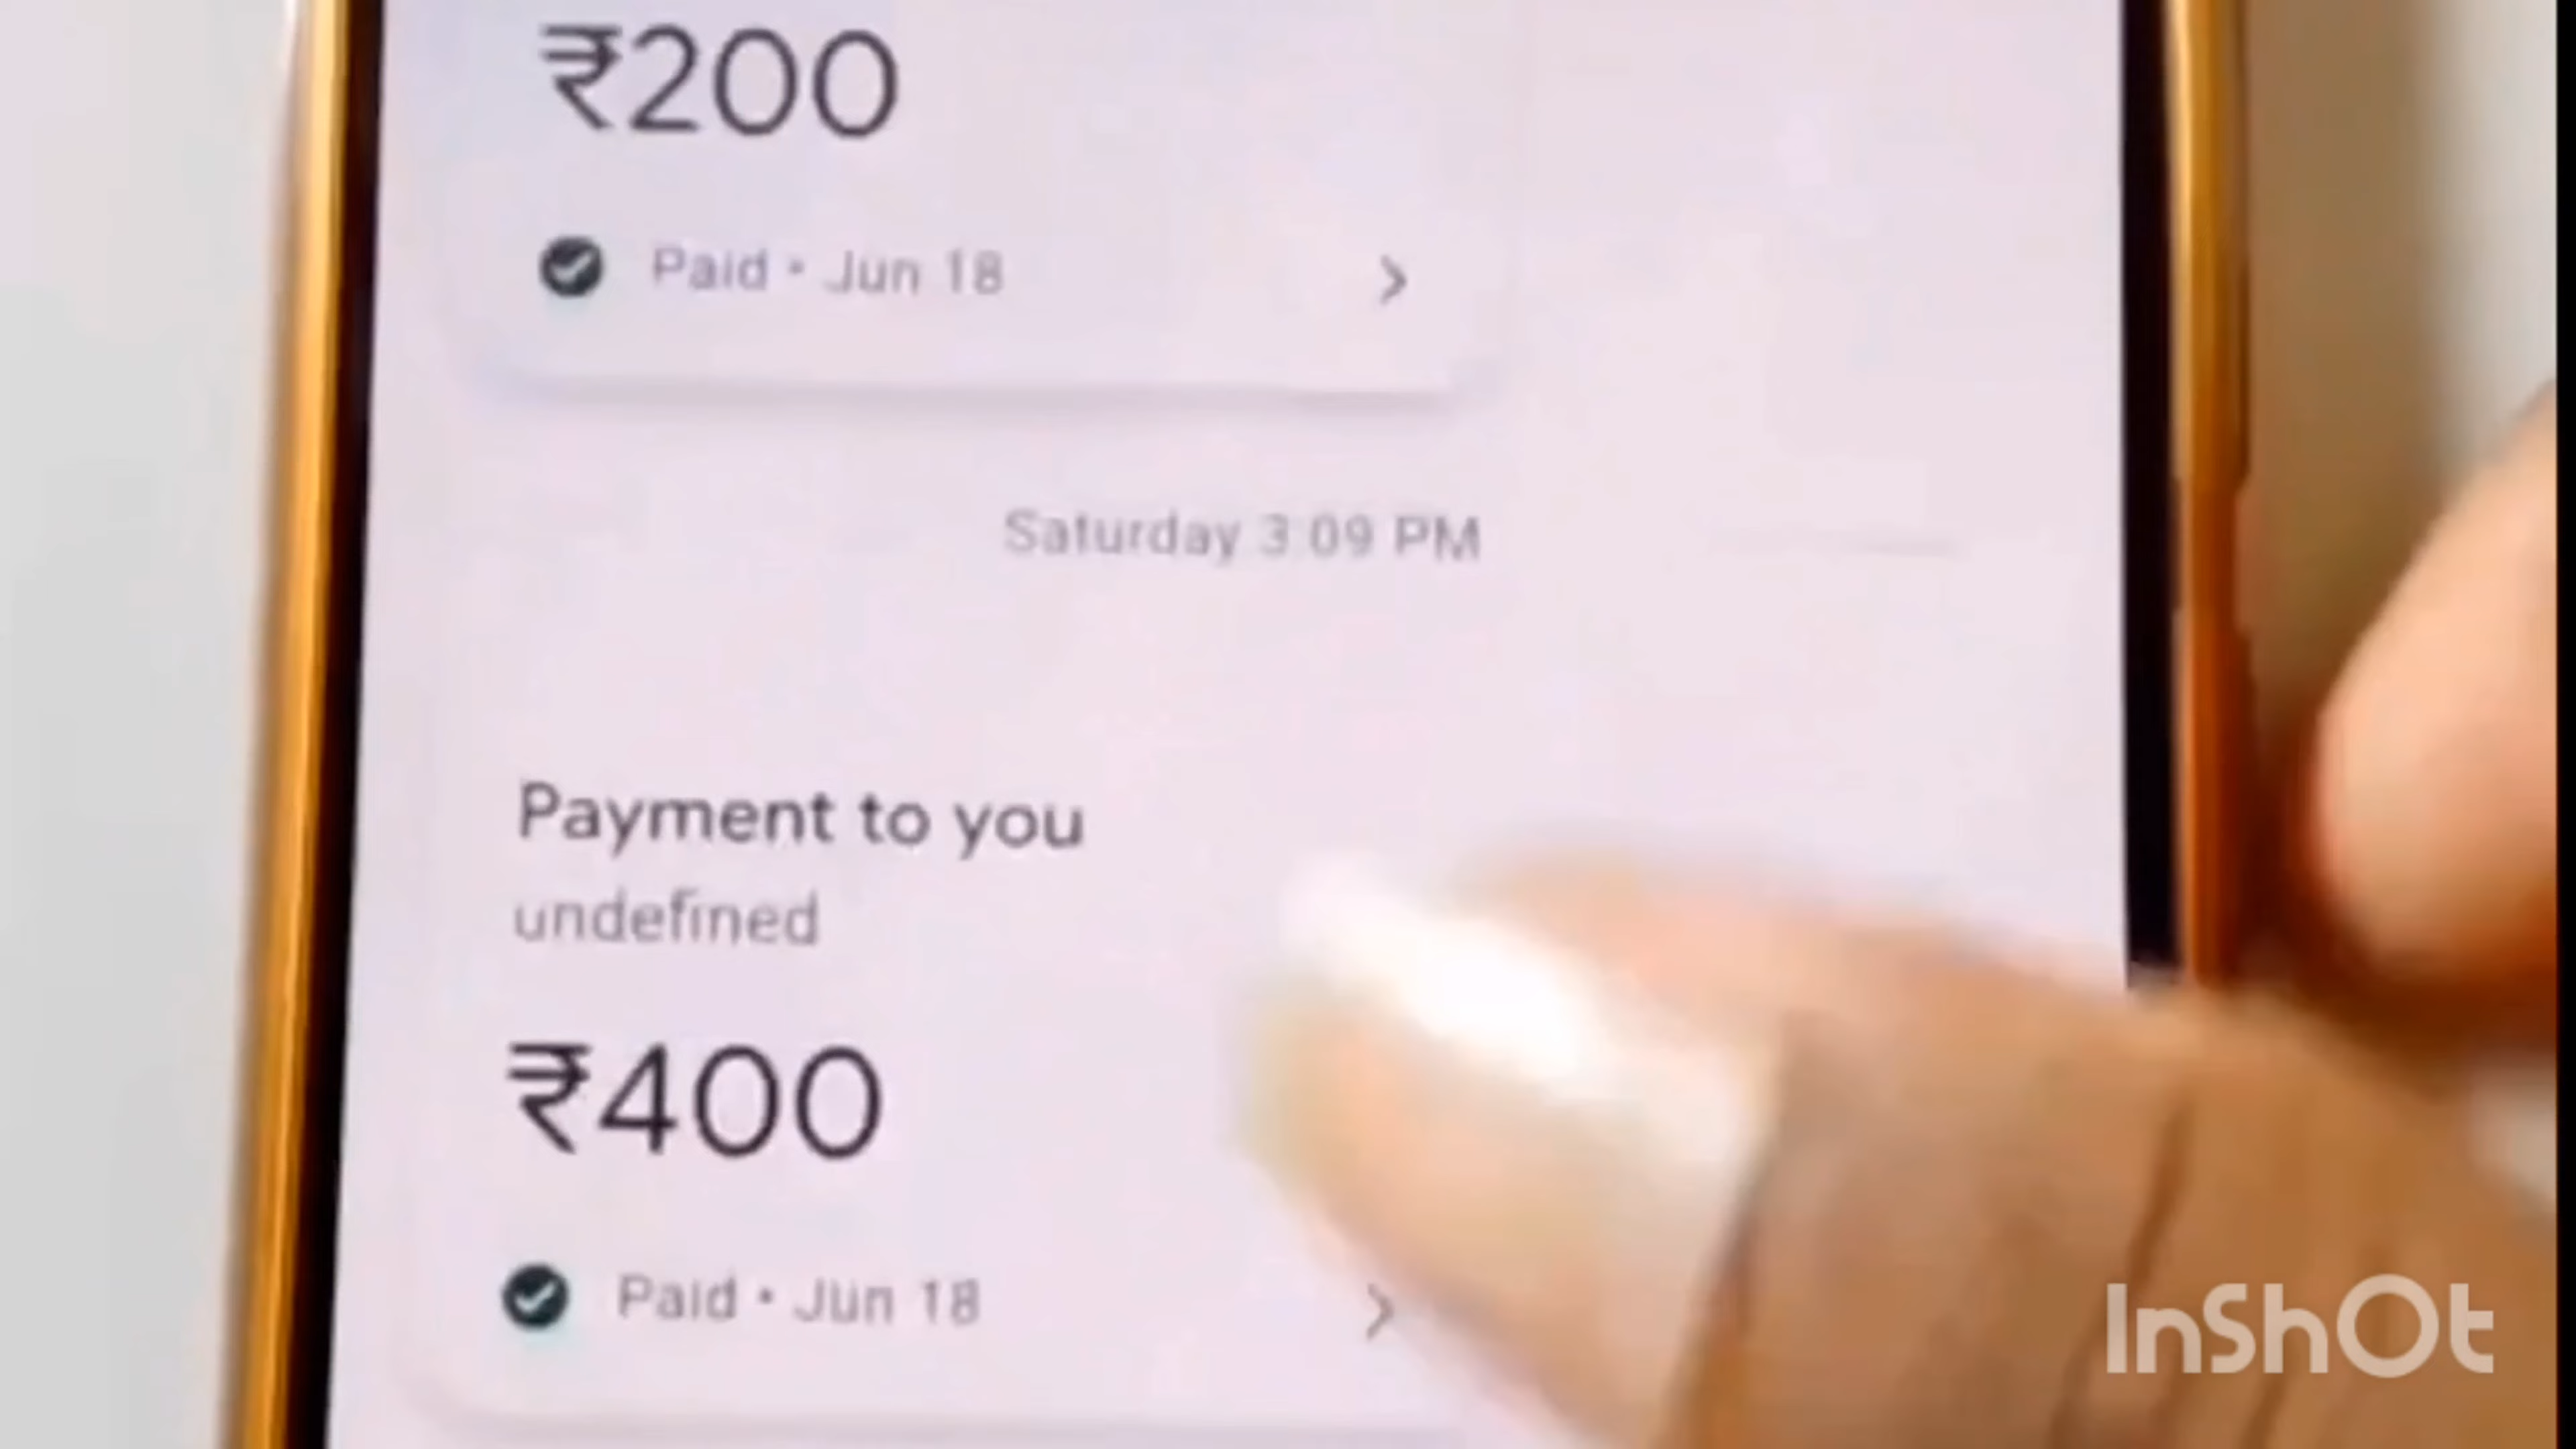 ₹200
Paid • Jun 18
Saturday 3:09 PM
Payment to you
undefined
₹400
Paid • Jun 18
InShOt